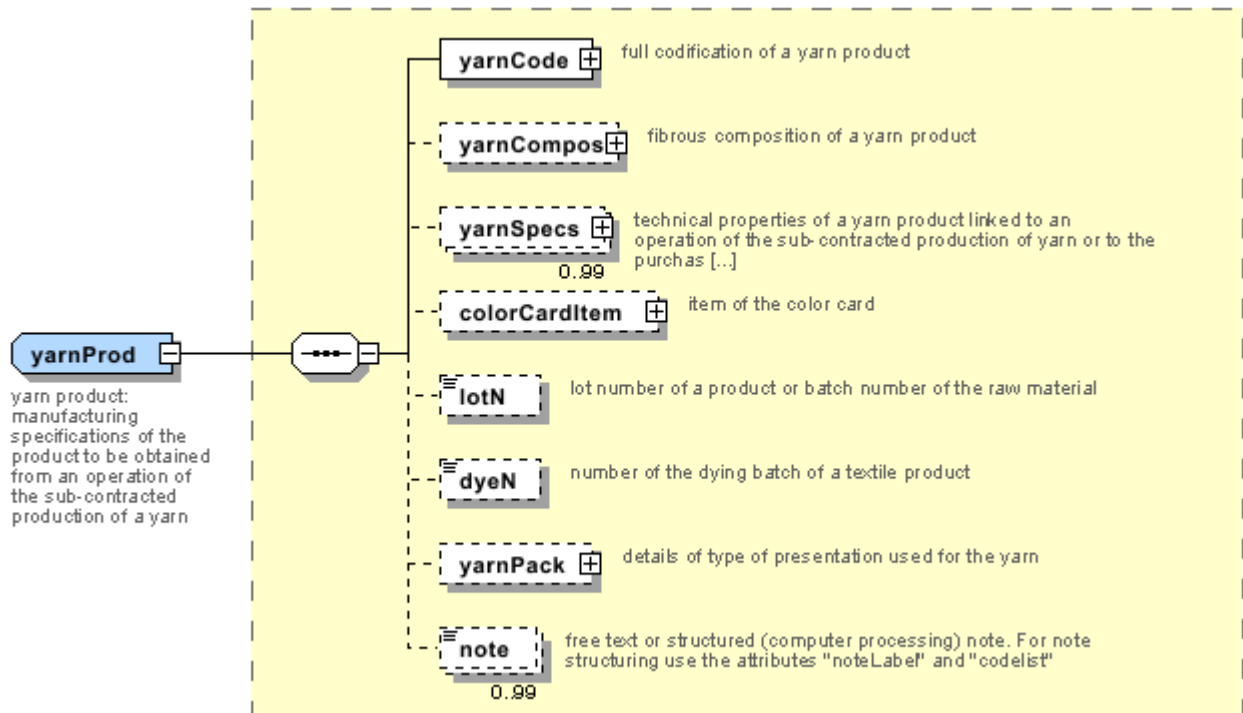 yarnCode
full codification of a yarn product
yarnCompos
fibrous composition of a yarn product
yarnSpecs
technical properties of a yarn product linked to an
operation of the sub-contracted production of yarn or to the
purchas [...]
0..99
colorCardItem
item of the color card
yarnProd
yarn product:
manufacturing
specifications of the
product to be obtained
from an operation of
the sub-contracted
production of a yarn
lotN
lot number of a product or batch number of the raw material
dyeN
number of the dying batch of a textile product
yarnPack
details of type of presentation used for the yarn
note
free text or structured (computer processing) note. For note
structuring use the attributes "noteLabel" and "codelist"
0..99